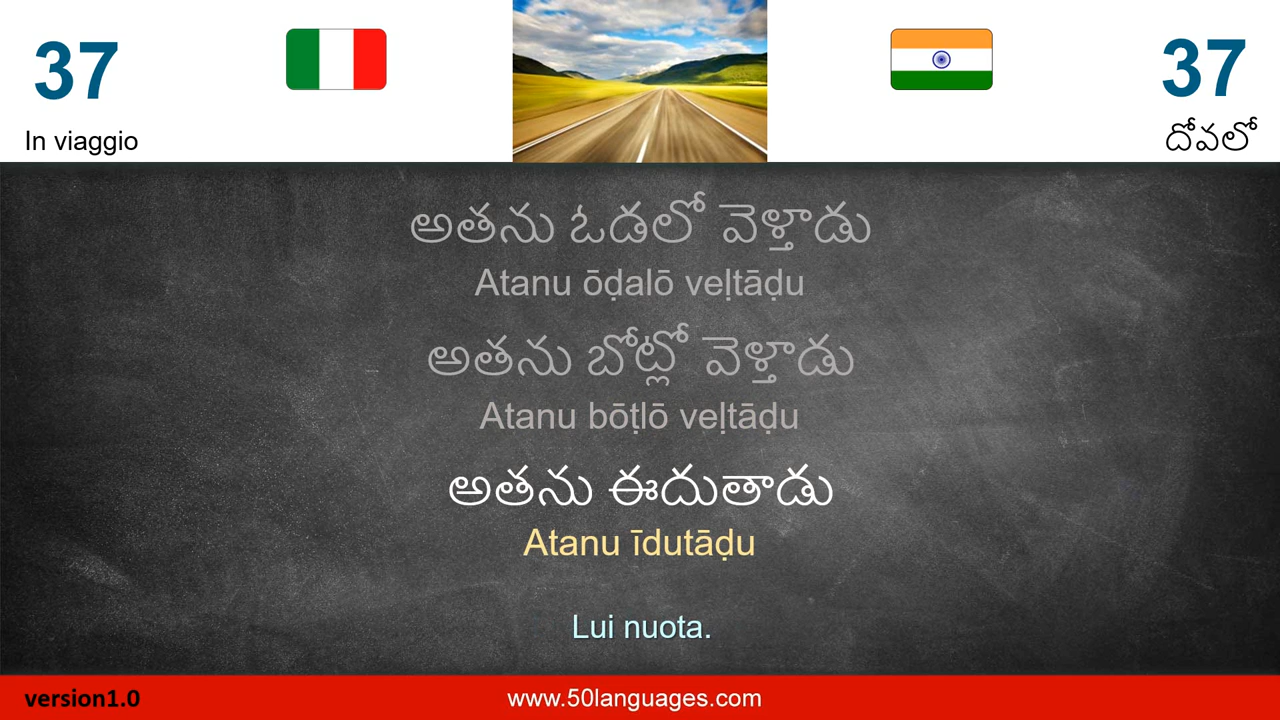 37
37
In viaggio
దోవలో
అతను ఓడలో వెళ్తాడు
Atanu ōḍalō veḷtāḍu
అతను బోట్లో వెళ్తాడు
Atanu bōṭlō veḷtāḍu
అతను ఈదుతాడు
Atanu īdutāḍu
Lui nuota.
version1.0
www.50languages.com